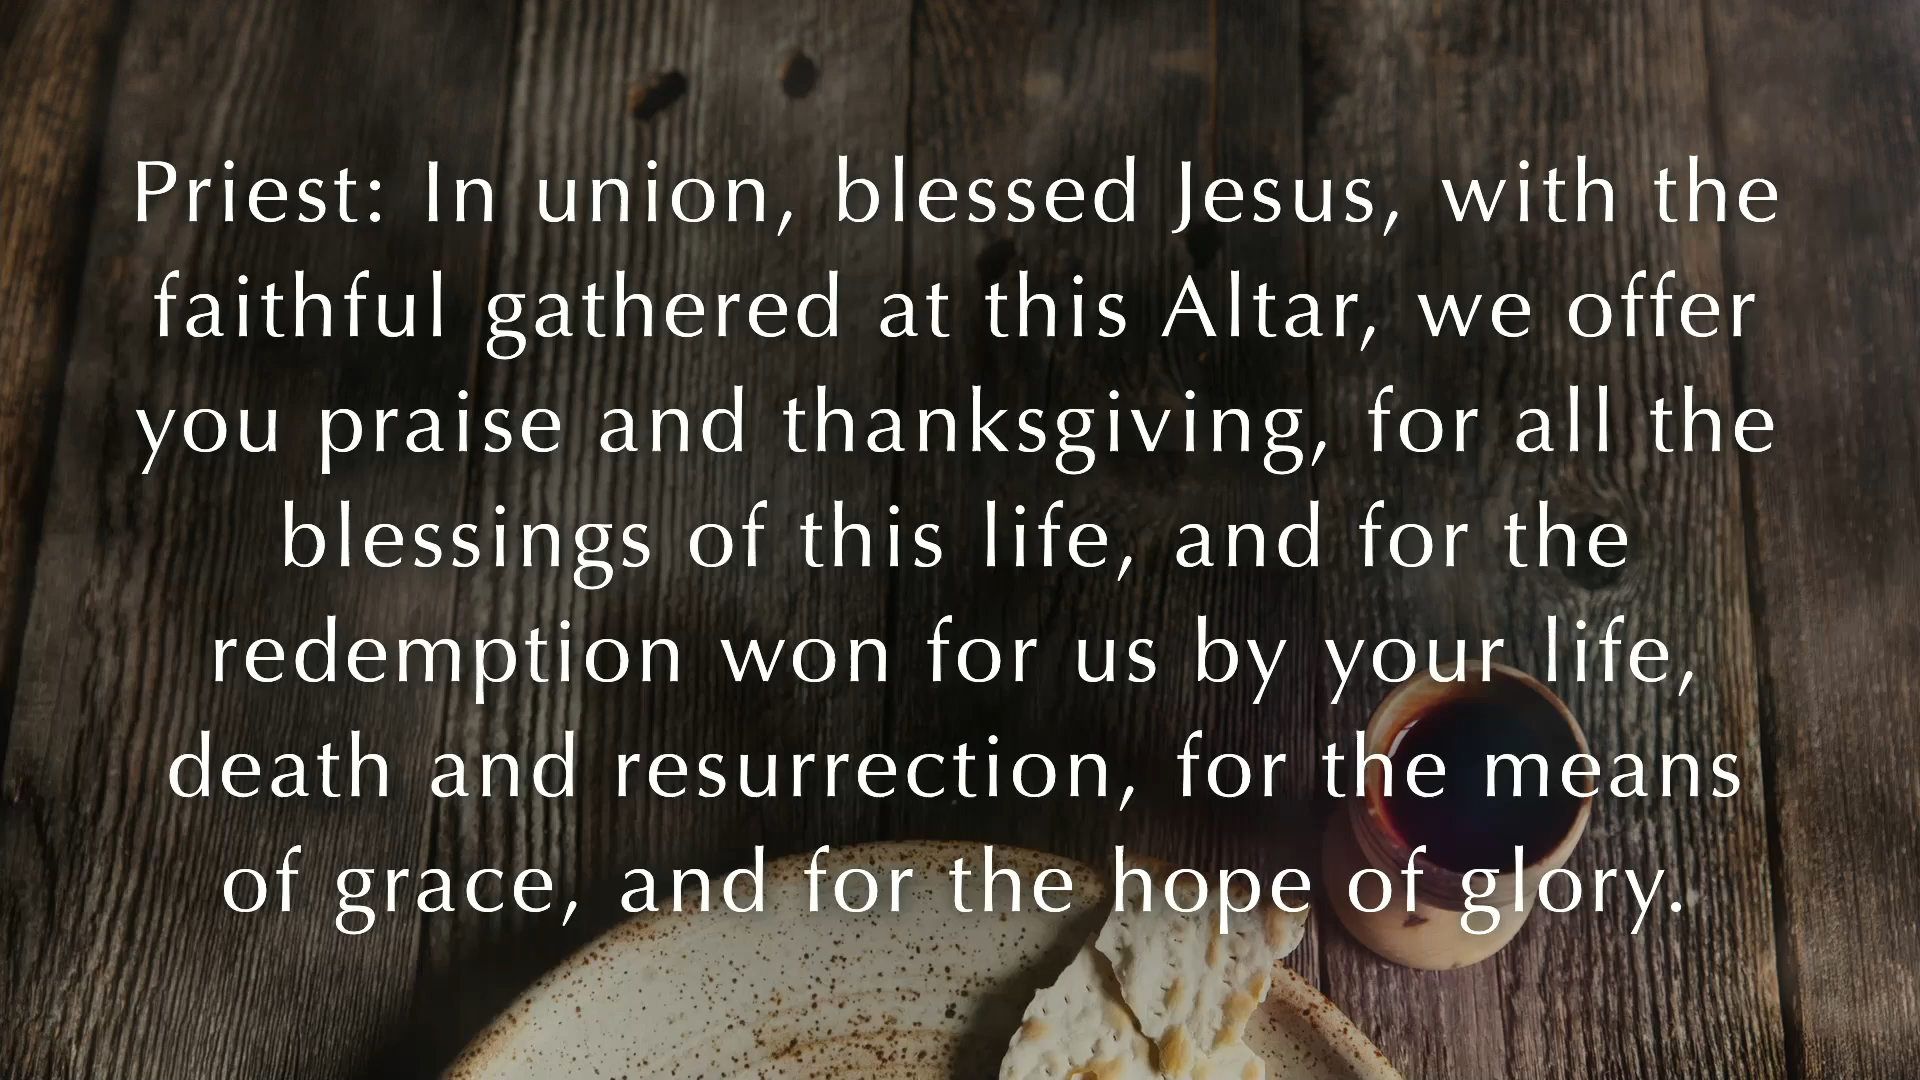 Priest: In union, blessed Jesus, with the
faithful gathered at this Altar, we offer
you praise and thanksgiving, for all the
blessings of this life, and for the
redemption won for us by your life,
death and resurrection, for the means
of grace, and for the hope of glory.